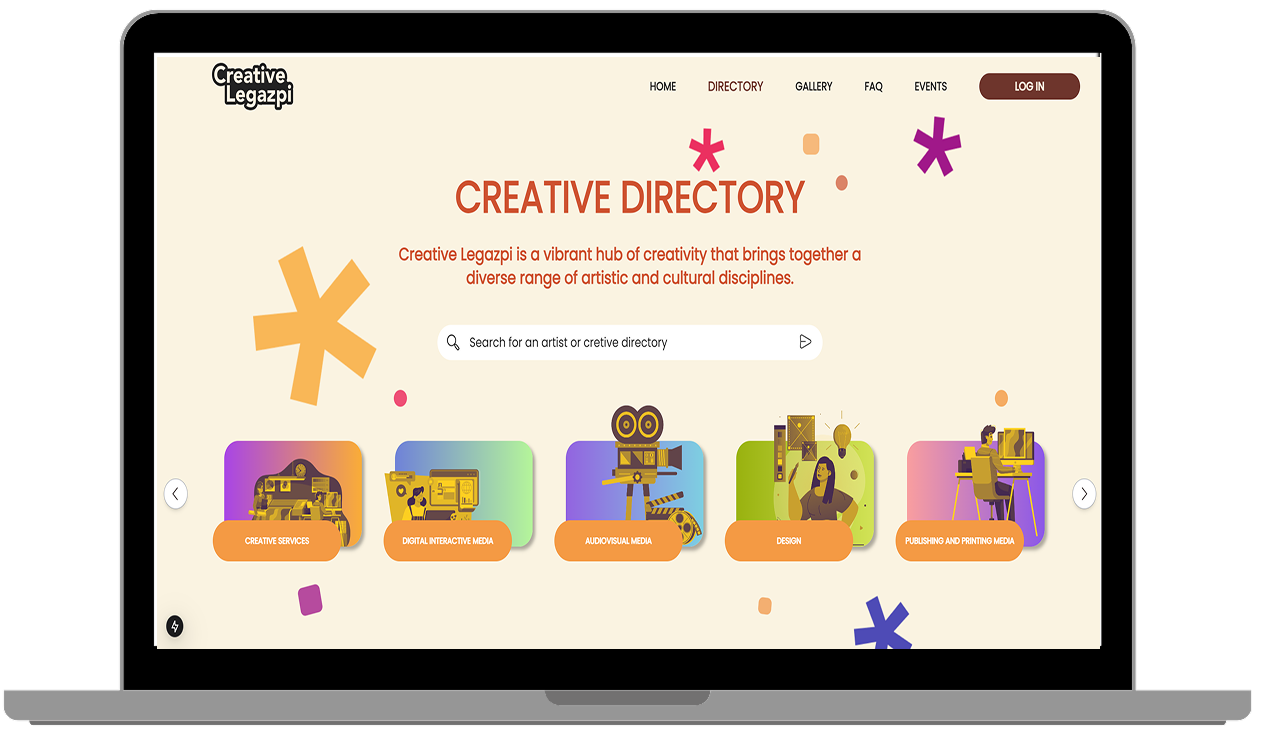 Creative
Legazpi
HOME DIRECTORY GALLERY FAQ EVENTS LOG IN
CREATIVE DIRECTORY
Creative Legazpi is a vibrant hub of creativity that brings together a
diverse range of artistic and cultural disciplines.
Search for an artist or cretive directory
CREATIVE SERVICES DIGITAL INTERACTIVE MEDIA AUDIOVISUAL MEDIA DESIGN PUBLISHING AND PRINTING MEDIA